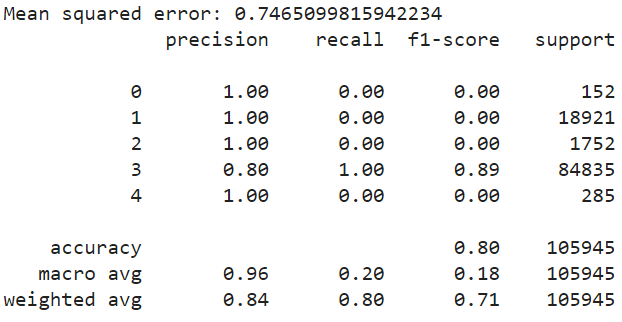 Mean squared error: 0.7465099815942234
precision recall f1-score support
0 1.00 0.00 0.00 152
1 1.00 0.00 0.00 18921
2 1.00 0.00 0.00 1752
3 0.80 1.00 0.89 84835
4 1.00 0.00 0.00 285
accuracy 0.80 105945
macro avg 0.96 0.20 0.18 105945
weighted avg 0.84 0.80 0.71 105945